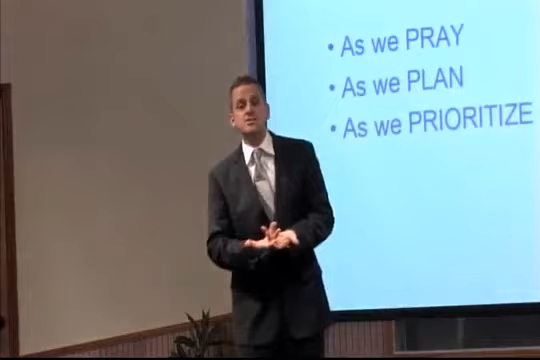 • As we PRAY
• As we PLAN
• As we PRIORITIZE